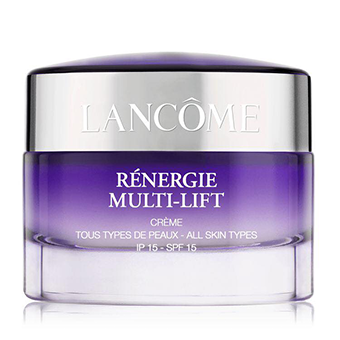 LANCÔME
RÉNERGIE
MULTI-LIFT
CRÈME
TOUS TYPES DE PEAUX - ALL SKIN TYPES
IP 15 - SPF 15